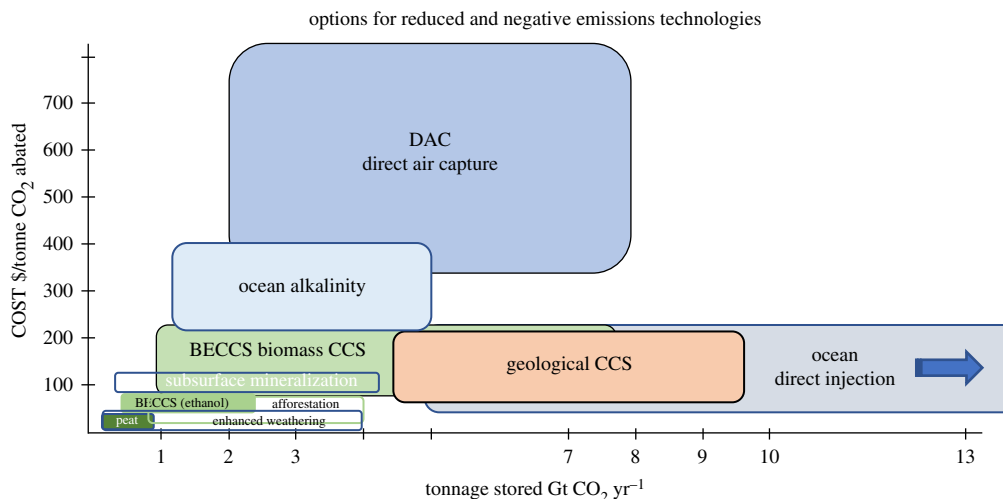 options for reduced and negative emissions technologies
COST $/tonne CO₂ abated
700
600
500
400
300
200
100
DAC
direct air capture
ocean alkalinity
BECCS biomass CCS
geological CCS
ocean
direct injection
subsurface mineralization
BECCS (ethanol)
afforestation
peat
enhanced weathering
1
2
3
7
8
9
10
13
tonnage stored Gt CO₂ yr⁻¹